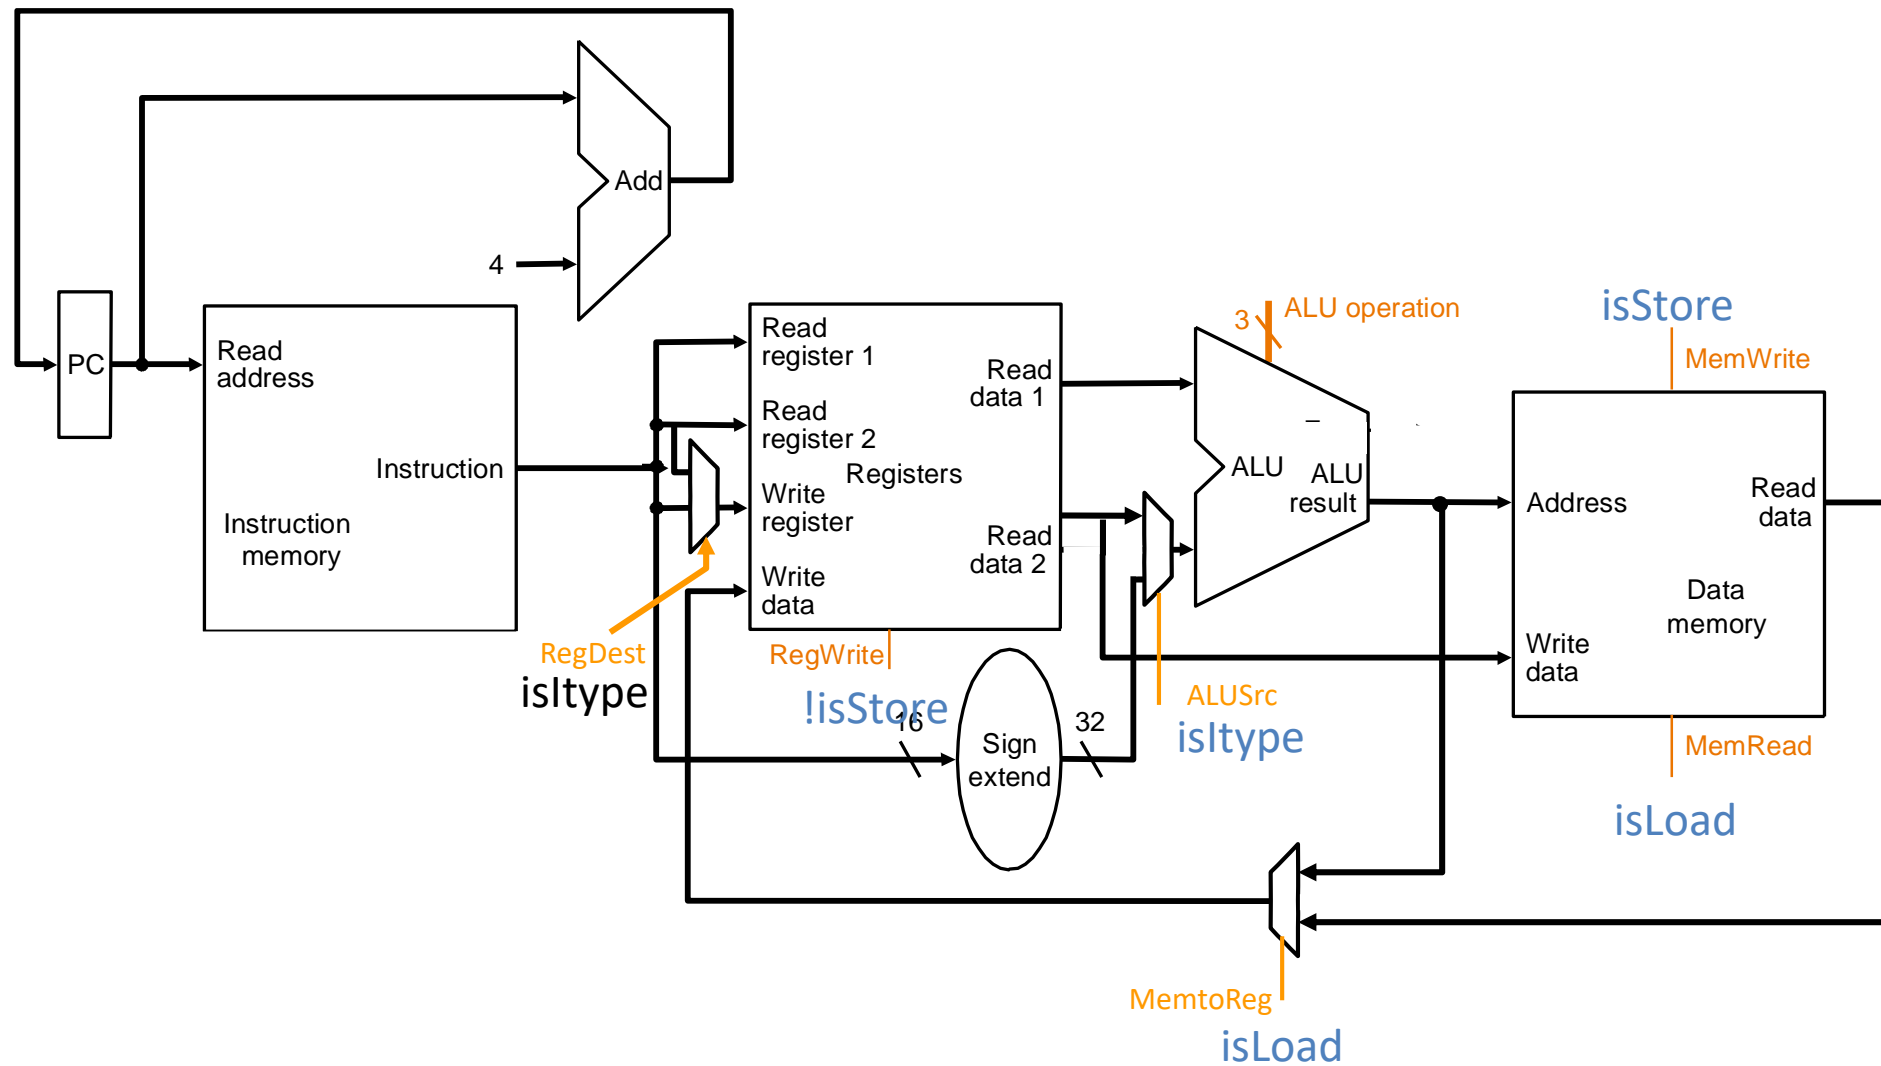 Add
4
PC
Read
address
Instruction
Instruction
memory
Read
register 1
Read
register 2
Write
register
Write
data
Registers
Read
data 1
Read
data 2
RegDest
isItype
RegWrite
!isStore
16
Sign
extend
32
3
ALU operation
ALU
ALU
result
ALUSrc
isItype
isStore
MemWrite
Address
Read
data
Data
memory
Write
data
MemRead
isLoad
MemtoReg
isLoad